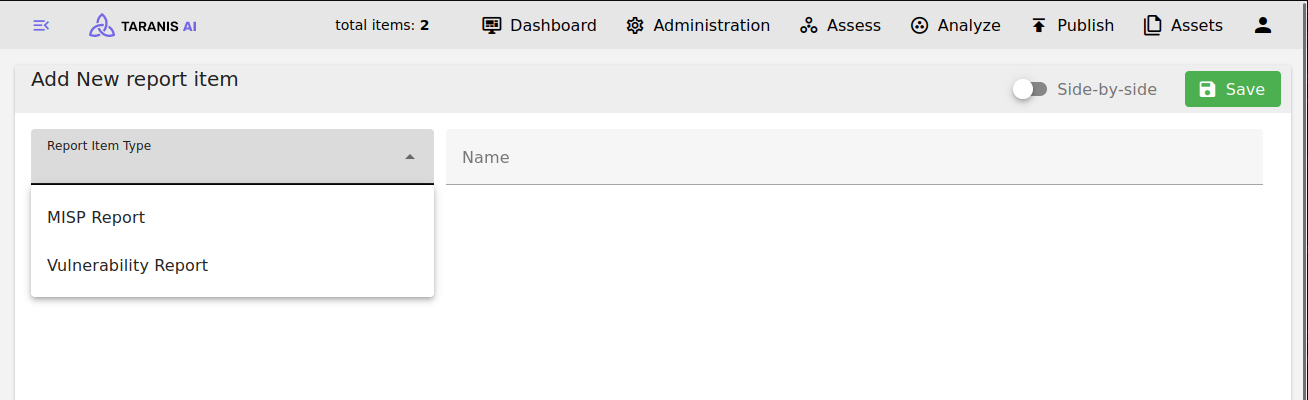 TARANIS AI total items: 2 Dashboard Administration Assess Analyze Publish Assets
Add New report item
Side-by-side Save
Report Item Type
Name
MISP Report
Vulnerability Report